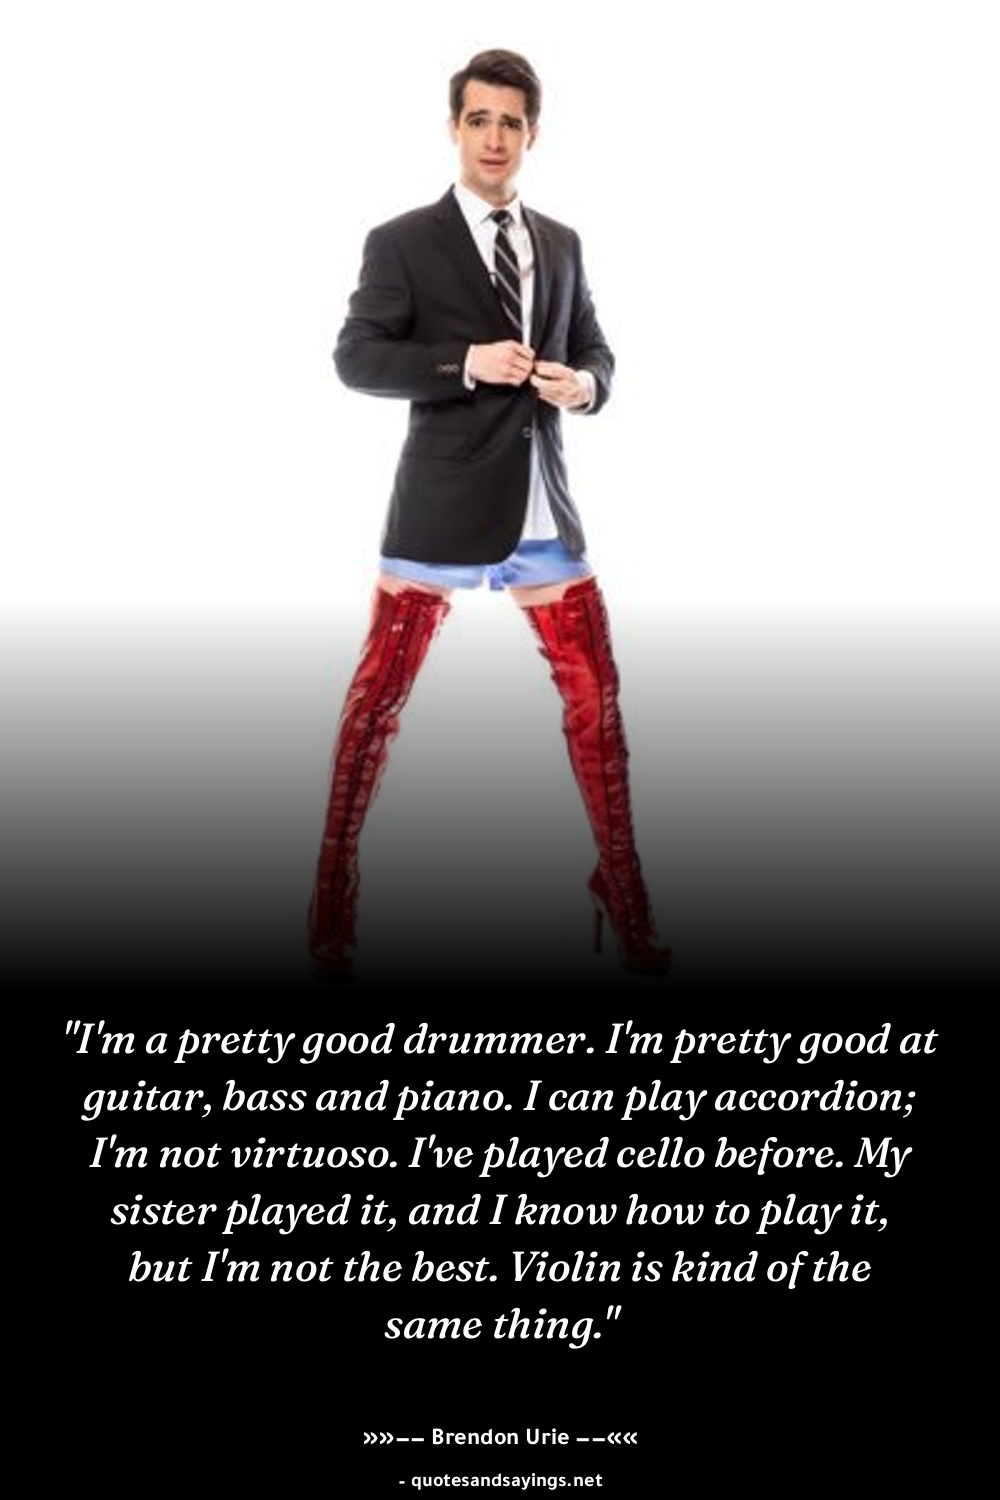 "I'm a pretty good drummer. I'm pretty good at
guitar, bass and piano. I can play accordion;
I'm not virtuoso. I've played cello before. My
sister played it, and I know how to play it,
but I'm not the best. Violin is kind of the
same thing."
»»−− Brendon Urie −−««
- quotesandsayings.net